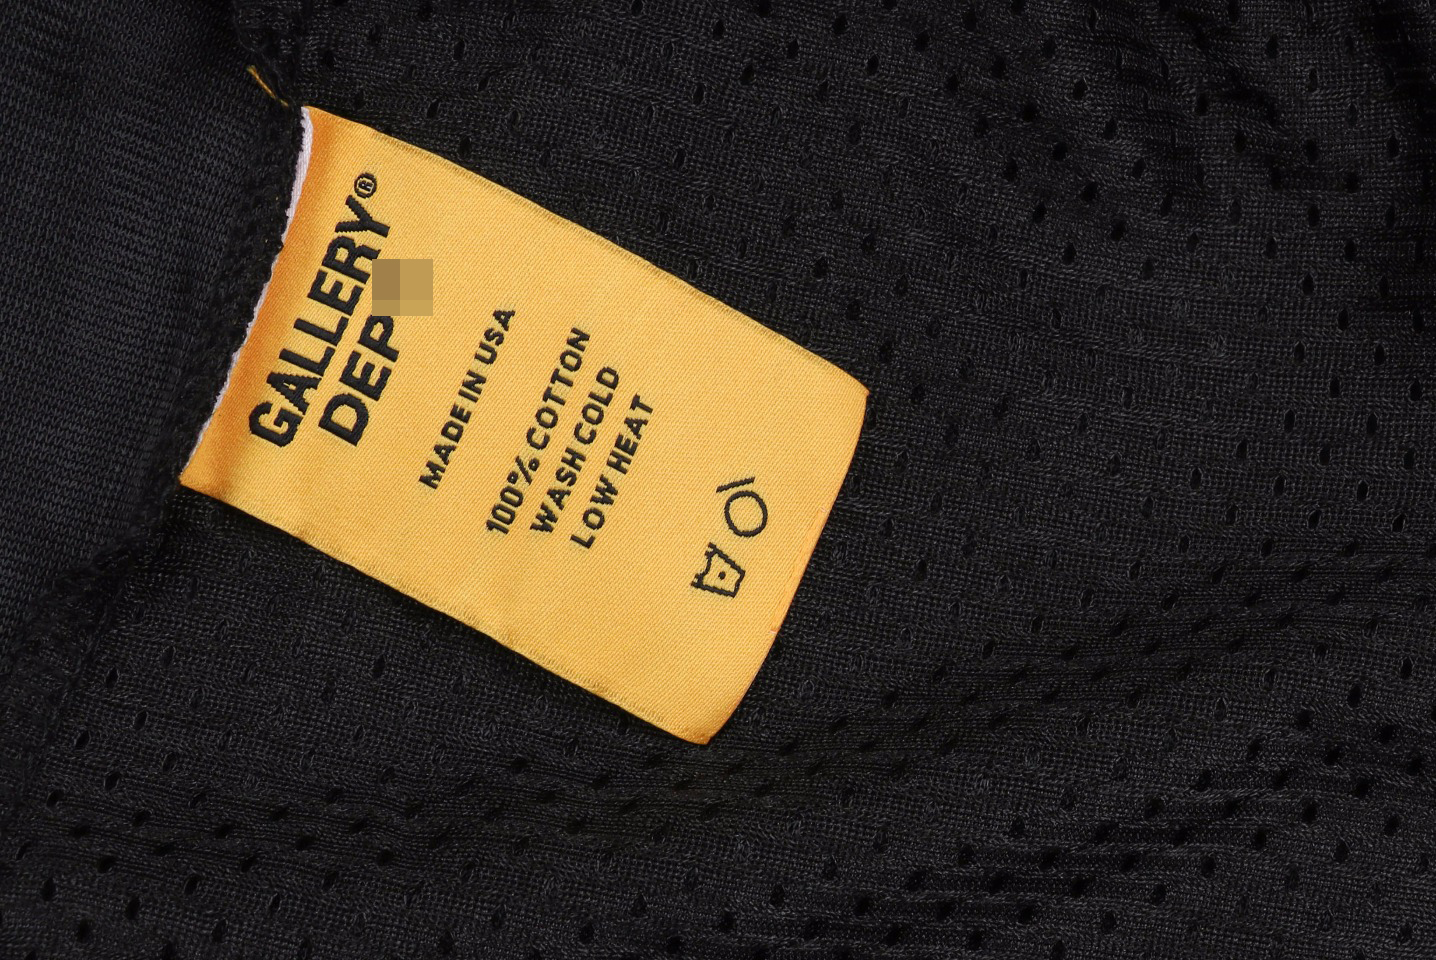 GALLERY®
DEP
MADE IN USA
100% COTTON
WASH COLD
LOW HEAT